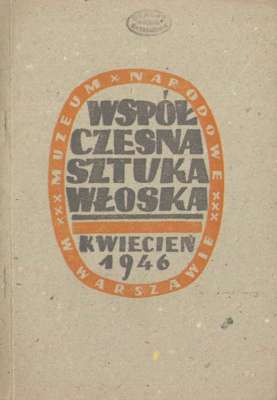 MUZEUM × NARODOWE
××× W WARSZAWIE ×××
WSPÓŁ
CZESNA
SZTUKA
WŁOSKA
KWIECIEŃ
1946